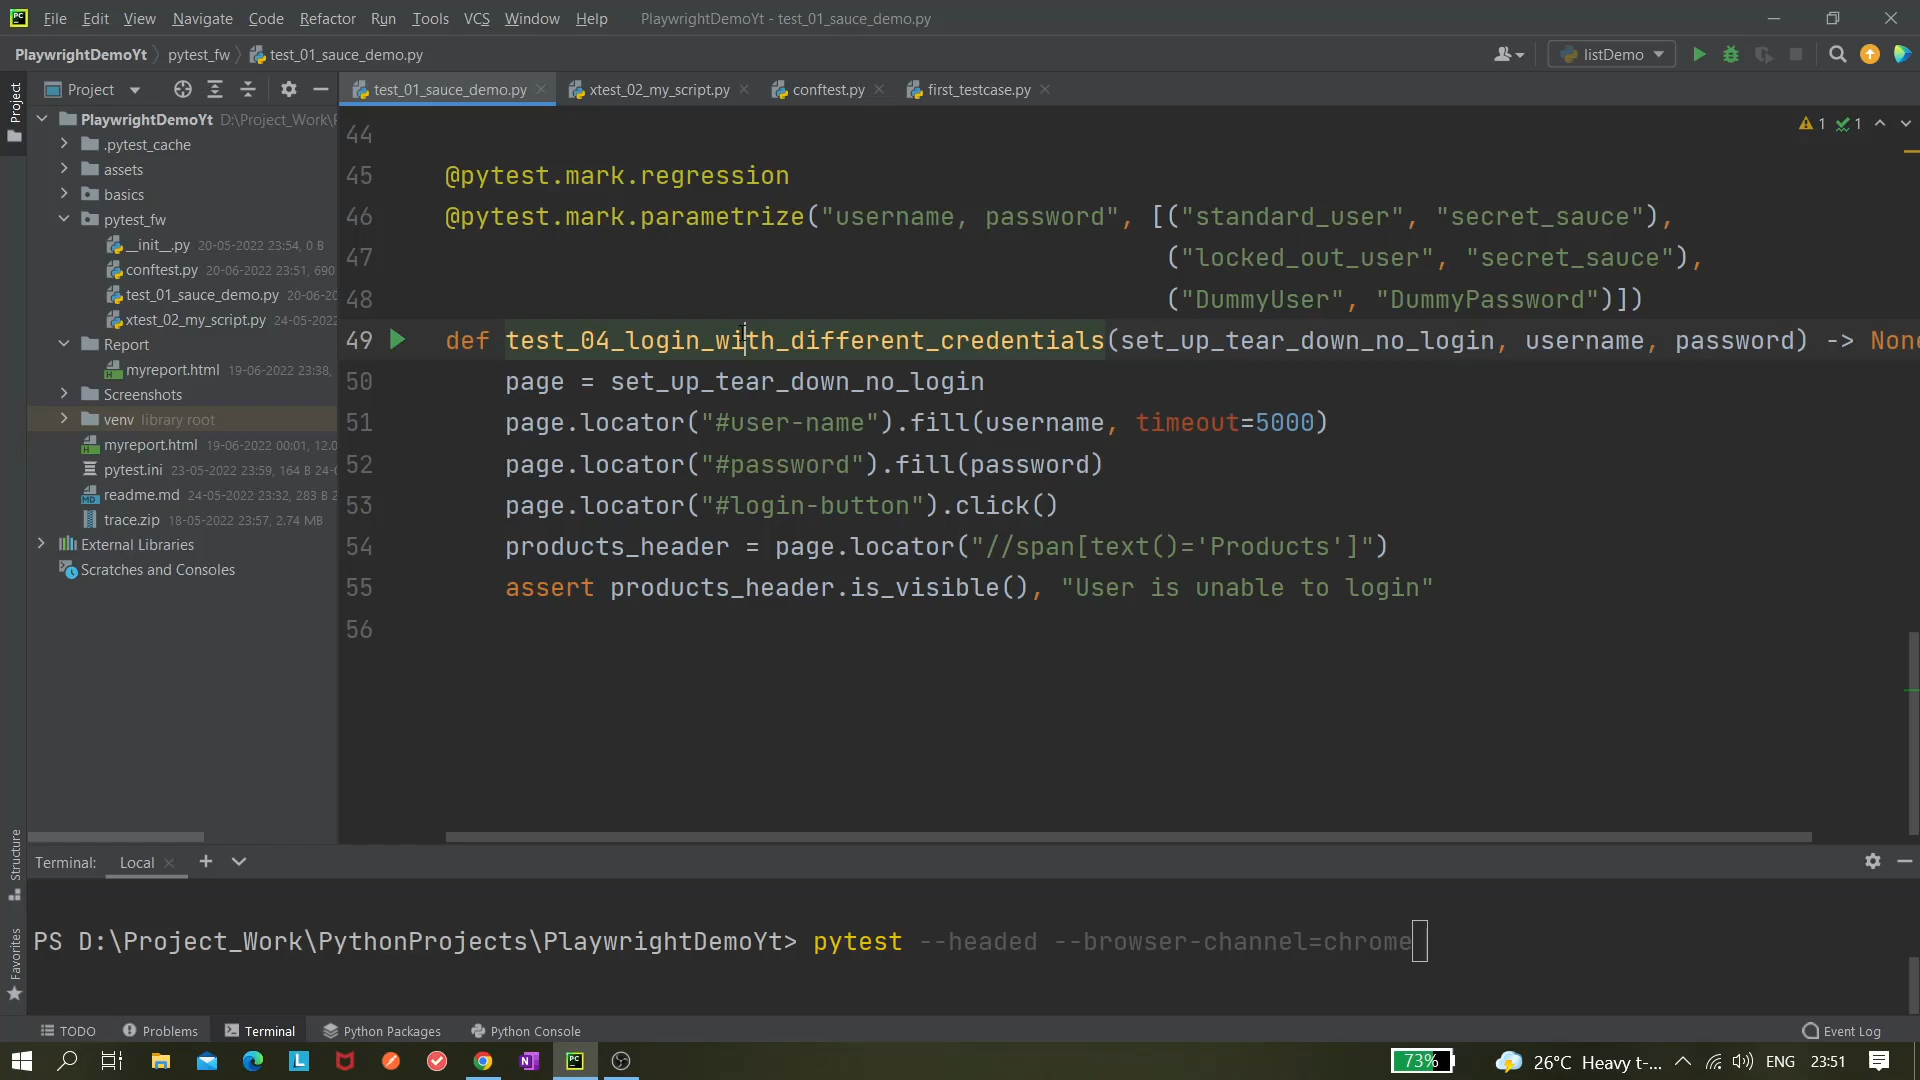 PC File Edit View Navigate Code Refactor Run Tools VCS Window Help PlaywrightDemoYt - test_01_sauce_demo.py
PlaywrightDemoYt pytest_fw test_01_sauce_demo.py listDemo
Project
Project
test_01_sauce_demo.py xtest_02_my_script.py conftest.py first_testcase.py
PlaywrightDemoYt D:\Project_Work\
.pytest_cache
assets
basics
pytest_fw
__init__.py 20-05-2022 23:54, 0 B
conftest.py 20-06-2022 23:51, 690
test_01_sauce_demo.py 20-06-20
xtest_02_my_script.py 24-05-2022
Report
myreport.html 19-06-2022 23:38,
Screenshots
venv library root
myreport.html 19-06-2022 00:01, 12.0
pytest.ini 23-05-2022 23:59, 164 B 24-0
readme.md 24-05-2022 23:32, 283 B 2
trace.zip 18-05-2022 23:57, 2.74 MB
External Libraries
Scratches and Consoles
1 1
44
45 @pytest.mark.regression
46 @pytest.mark.parametrize("username, password", [("standard_user", "secret_sauce"),
47 ("locked_out_user", "secret_sauce"),
48 ("DummyUser", "DummyPassword")])
49 def test_04_login_with_different_credentials(set_up_tear_down_no_login, username, password) -> None
50 page = set_up_tear_down_no_login
51 page.locator("#user-name").fill(username, timeout=5000)
52 page.locator("#password").fill(password)
53 page.locator("#login-button").click()
54 products_header = page.locator("//span[text()='Products']")
55 assert products_header.is_visible(), "User is unable to login"
56
Structure
Favorites
Terminal: Local
PS D:\Project_Work\PythonProjects\PlaywrightDemoYt> pytest --headed --browser-channel=chrome
TODO Problems Terminal Python Packages Python Console Event Log
73% 26°C Heavy t-... ENG 23:51